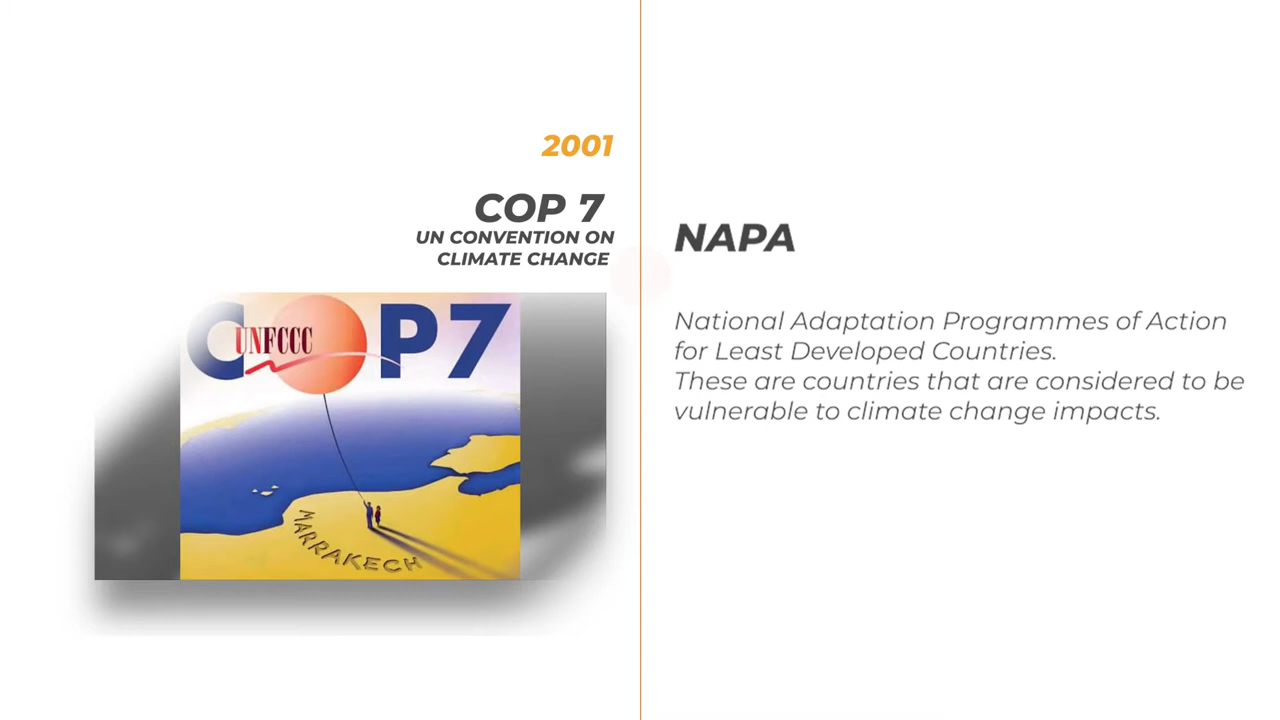 2001
COP 7
UN CONVENTION ON
CLIMATE CHANGE
COP7
UNFCCC
MARRAKECH
NAPA
National Adaptation Programmes of Action
for Least Developed Countries.
These are countries that are considered to be
vulnerable to climate change impacts.